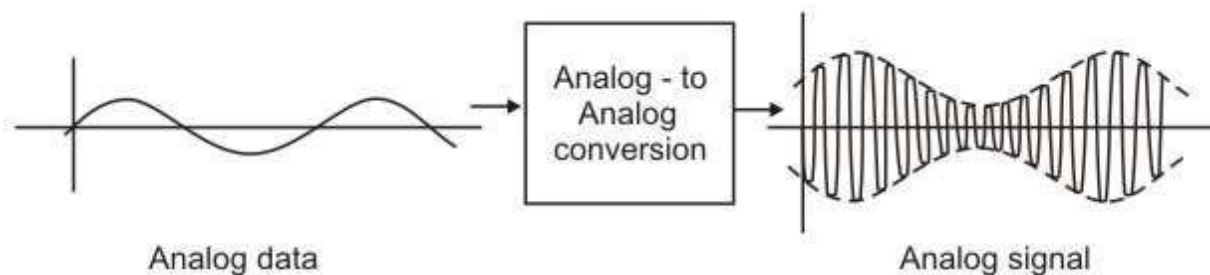 Analog - to
Analog
conversion
Analog data
Analog signal